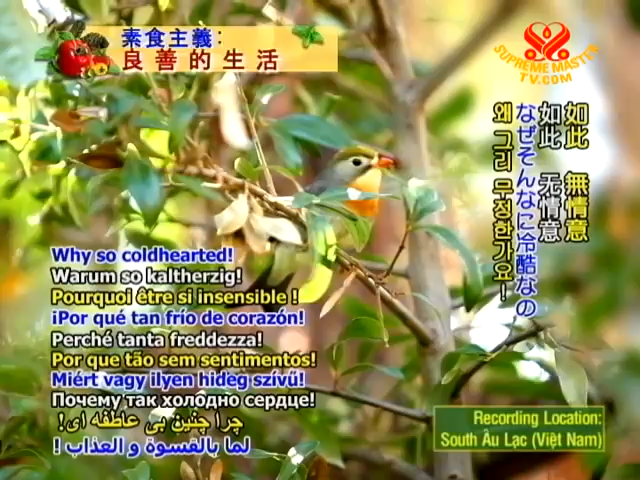 素食主義:
良善的生活
SUPREME MASTER
TV.COM
如此 無情意
如此 无情意
なぜそんなに冷酷なの
왜 그리 무정한가요!
Why so coldhearted!
Warum so kaltherzig!
Pourquoi être si insensible !
¡Por qué tan frío de corazón!
Perché tanta freddezza!
Por que tão sem sentimentos!
Miért vagy ilyen hideg szívű!
Почему так холодно сердце!
چرا چنین بی عاطفه ای!
لما بالقسوة و العذاب !
Recording Location:
South Âu Lạc (Việt Nam)